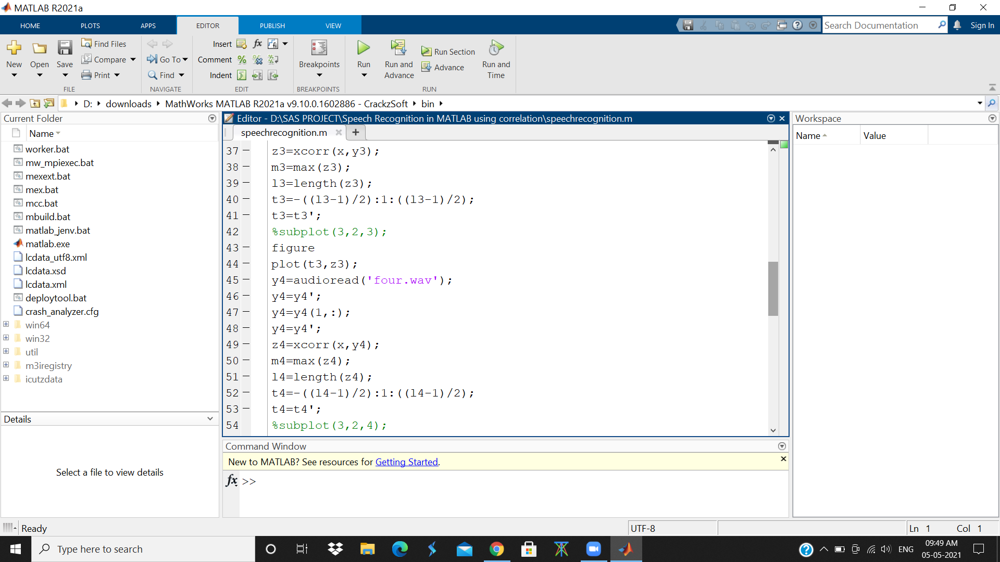 MATLAB R2021a
HOME PLOTS APPS EDITOR PUBLISH VIEW
Search Documentation
Sign In
New
Open
Save
Find Files
Compare
Print
FILE
Go To
Find
NAVIGATE
Insert
Comment
Indent
EDIT
Breakpoints
BREAKPOINTS
Run
Run and Advance
Run Section
Advance
Run and Time
RUN
D: downloads MathWorks MATLAB R2021a v9.10.0.1602886 - CrackzSoft bin
Current Folder
Name
worker.bat
mw_mpiexec.bat
mexext.bat
mex.bat
mcc.bat
mbuild.bat
matlab_jenv.bat
matlab.exe
lcdata_utf8.xml
lcdata.xsd
lcdata.xml
deploytool.bat
crash_analyzer.cfg
win64
win32
util
m3iregistry
icutzdata
Details
Select a file to view details
Editor - D:\SAS PROJECT\Speech Recognition in MATLAB using correlation\speechrecognition.m
speechrecognition.m
37 z3=xcorr(x,y3);
38 m3=max(z3);
39 l3=length(z3);
40 t3=-((l3-1)/2):1:((l3-1)/2);
41 t3=t3';
42 %subplot(3,2,3);
43 figure
44 plot(t3,z3);
45 y4=audioread('four.wav');
46 y4=y4';
47 y4=y4(1,:);
48 y4=y4';
49 z4=xcorr(x,y4);
50 m4=max(z4);
51 l4=length(z4);
52 t4=-((l4-1)/2):1:((l4-1)/2);
53 t4=t4';
54 %subplot(3,2,4);
Command Window
New to MATLAB? See resources for Getting Started.
fx >>
Workspace
Name Value
Ready
UTF-8
Ln 1 Col 1
Type here to search
ENG
09:49 AM
05-05-2021